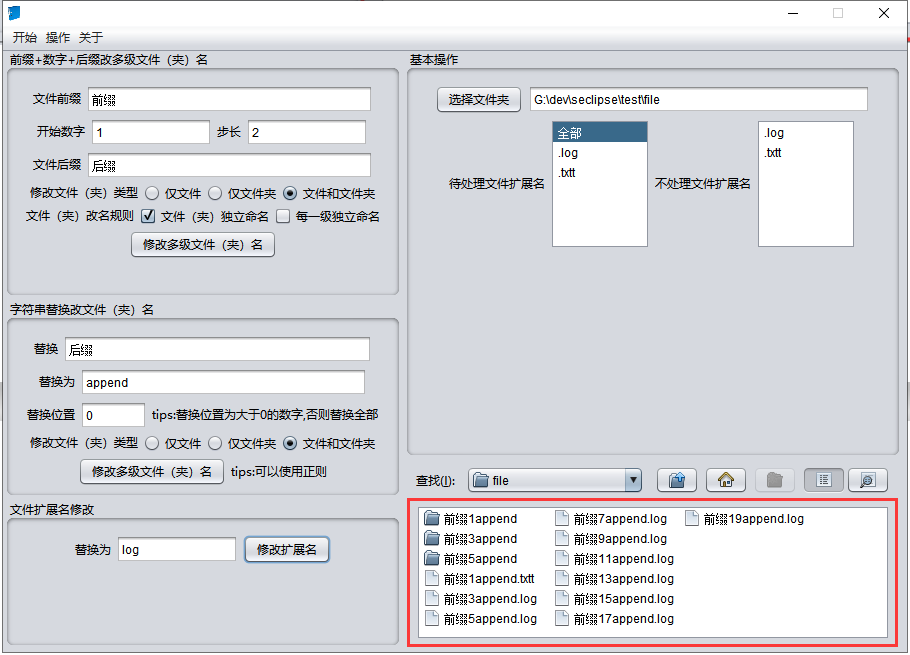 开始 操作 关于
前缀+数字+后缀改多级文件（夹）名
文件前缀 前缀
开始数字 1 步长 2
文件后缀 后缀
修改文件（夹）类型 仅文件 仅文件夹 文件和文件夹
文件（夹）改名规则 文件（夹）独立命名 每一级独立命名
修改多级文件（夹）名
字符串替换改文件（夹）名
替换 后缀
替换为 append
替换位置 0 tips:替换位置为大于0的数字,否则替换全部
修改文件（夹）类型 仅文件 仅文件夹 文件和文件夹
修改多级文件（夹）名 tips:可以使用正则
文件扩展名修改
替换为 log 修改扩展名
基本操作
选择文件夹 G:\dev\seclipse\test\file
待处理文件扩展名
全部
.log
.txtt
不处理文件扩展名
.log
.txtt
查找(I): file
前缀1append
前缀3append
前缀5append
前缀1append.txtt
前缀3append.log
前缀5append.log
前缀7append.log
前缀9append.log
前缀11append.log
前缀13append.log
前缀15append.log
前缀17append.log
前缀19append.log